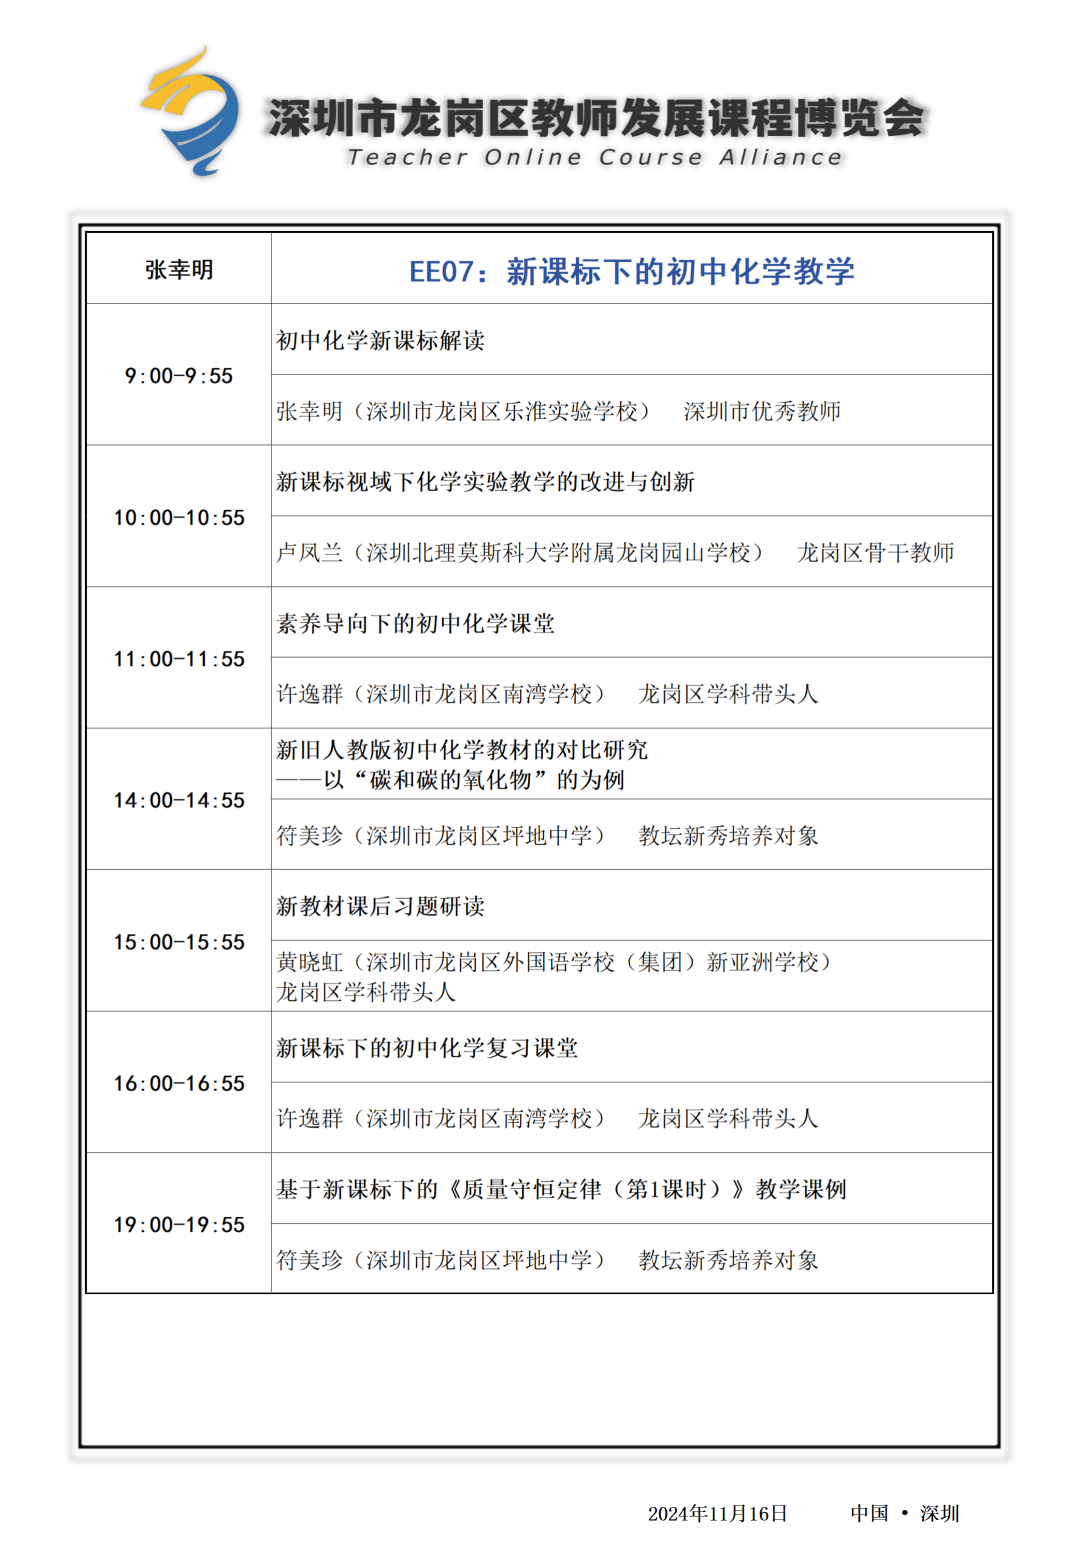 深圳市龙岗区教师发展课程博览会
Teacher Online Course Alliance
张幸明
EE07：新课标下的初中化学教学
9:00-9:55
初中化学新课标解读
张幸明（深圳市龙岗区乐淮实验学校） 深圳市优秀教师
10:00-10:55
新课标视域下化学实验教学的改进与创新
卢凤兰（深圳北理莫斯科大学附属龙岗园山学校） 龙岗区骨干教师
11:00-11:55
素养导向下的初中化学课堂
许逸群（深圳市龙岗区南湾学校） 龙岗区学科带头人
14:00-14:55
新旧人教版初中化学教材的对比研究
——以“碳和碳的氧化物”的为例
符美珍（深圳市龙岗区坪地中学） 教坛新秀培养对象
15:00-15:55
新教材课后习题研读
黄晓虹（深圳市龙岗区外国语学校（集团）新亚洲学校）
龙岗区学科带头人
16:00-16:55
新课标下的初中化学复习课堂
许逸群（深圳市龙岗区南湾学校） 龙岗区学科带头人
19:00-19:55
基于新课标下的《质量守恒定律（第1课时）》教学课例
符美珍（深圳市龙岗区坪地中学） 教坛新秀培养对象
2024年11月16日 中国 • 深圳